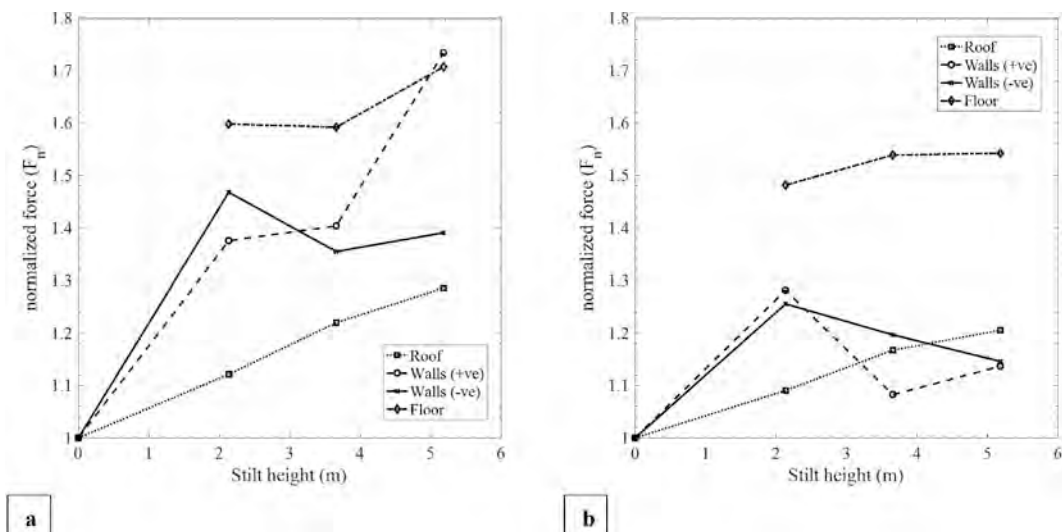 1.8
1.7
1.6
1.5
1.4
1.3
1.2
1.1
1
normalized force (Fn)
0 1 2 3 4 5 6
Stilt height (m)
Roof
Walls (+ve)
Walls (-ve)
Floor
a
1.8
1.7
1.6
1.5
1.4
1.3
1.2
1.1
1
normalized force (Fn)
0 1 2 3 4 5 6
Stilt height (m)
Roof
Walls (+ve)
Walls (-ve)
Floor
b